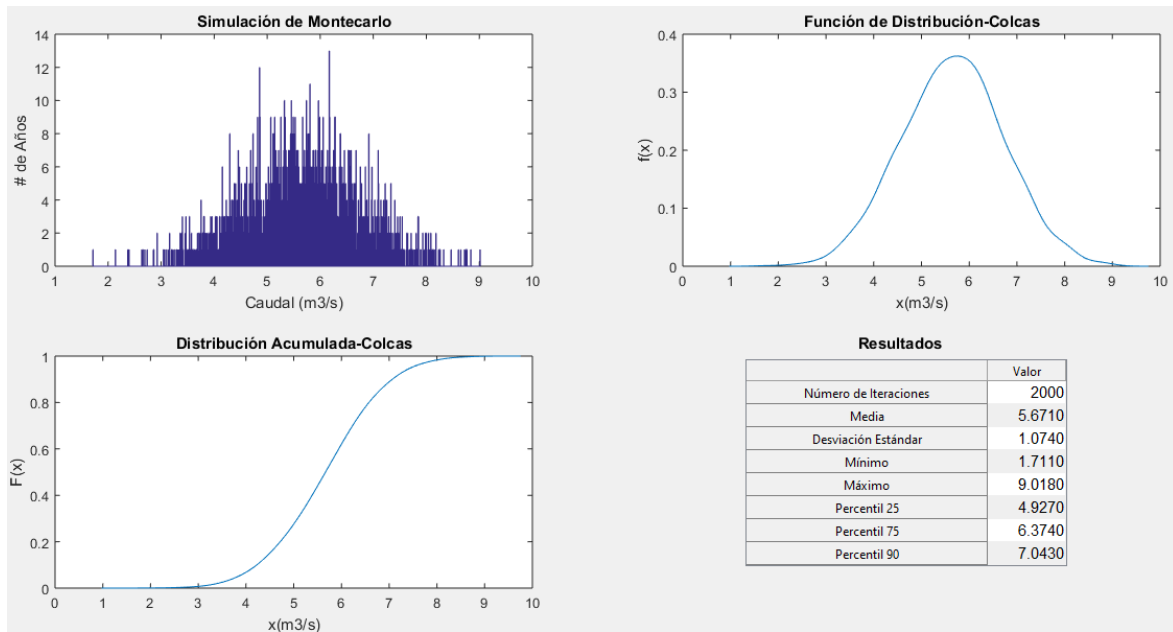 Simulación de Montecarlo
14
12
10
8
6
4
2
0
# de Años
1 2 3 4 5 6 7 8 9 10
Caudal (m3/s)
Función de Distribución-Colcas
0.4
0.3
0.2
0.1
0
f(x)
0 1 2 3 4 5 6 7 8 9 10
x(m3/s)
Distribución Acumulada-Colcas
1
0.8
0.6
0.4
0.2
0
F(x)
0 1 2 3 4 5 6 7 8 9 10
x(m3/s)
Resultados
Valor
Número de Iteraciones 2000
Media 5.6710
Desviación Estándar 1.0740
Mínimo 1.7110
Máximo 9.0180
Percentil 25 4.9270
Percentil 75 6.3740
Percentil 90 7.0430